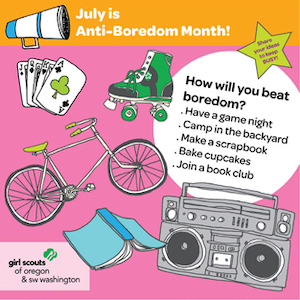 July is
Anti-Boredom Month!
Share
your ideas
to keep
BUSY!
How will you beat
boredom?
. Have a game night
. Camp in the backyard
. Make a scrapbook
. Bake cupcakes
. Join a book club
girl scouts
of oregon
& sw washington